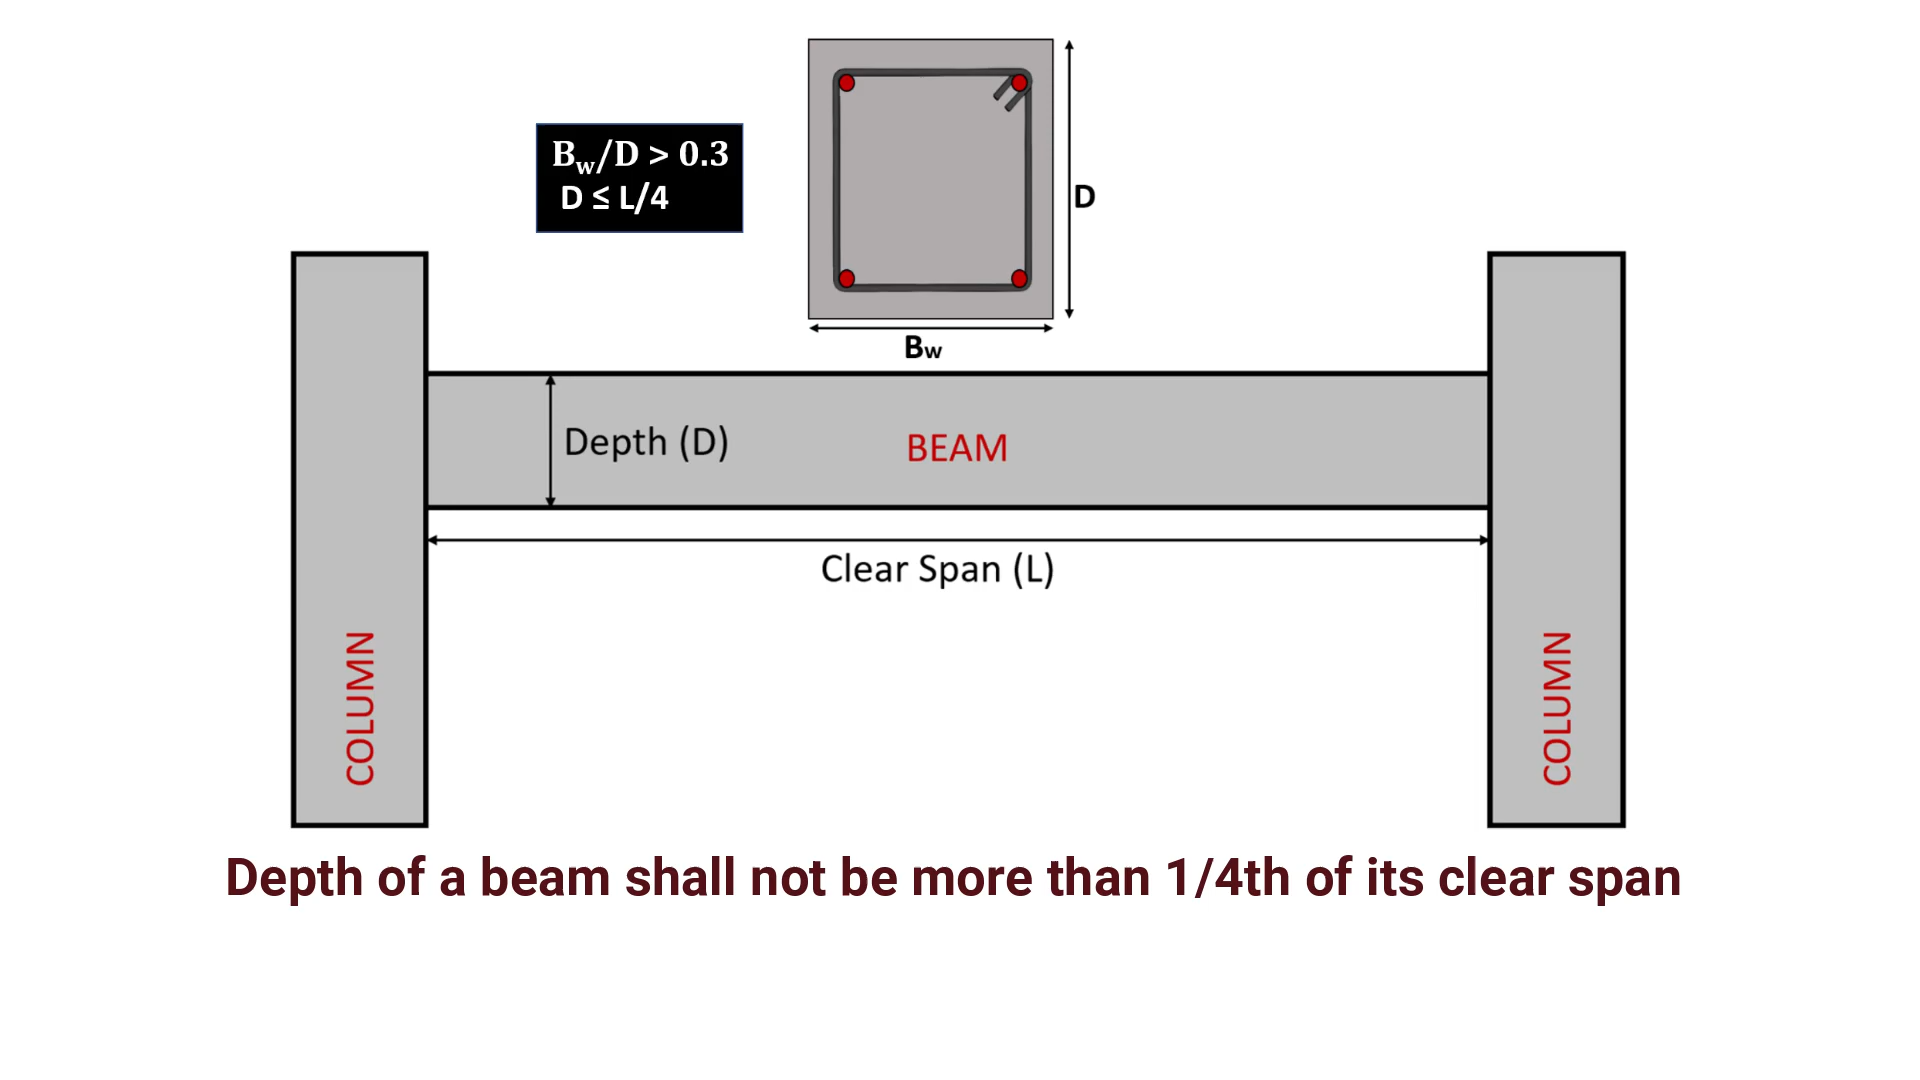 B_w/D > 0.3
D ≤ L/4
D
Bw
Depth (D)
BEAM
Clear Span (L)
COLUMN
COLUMN
Depth of a beam shall not be more than 1/4th of its clear span